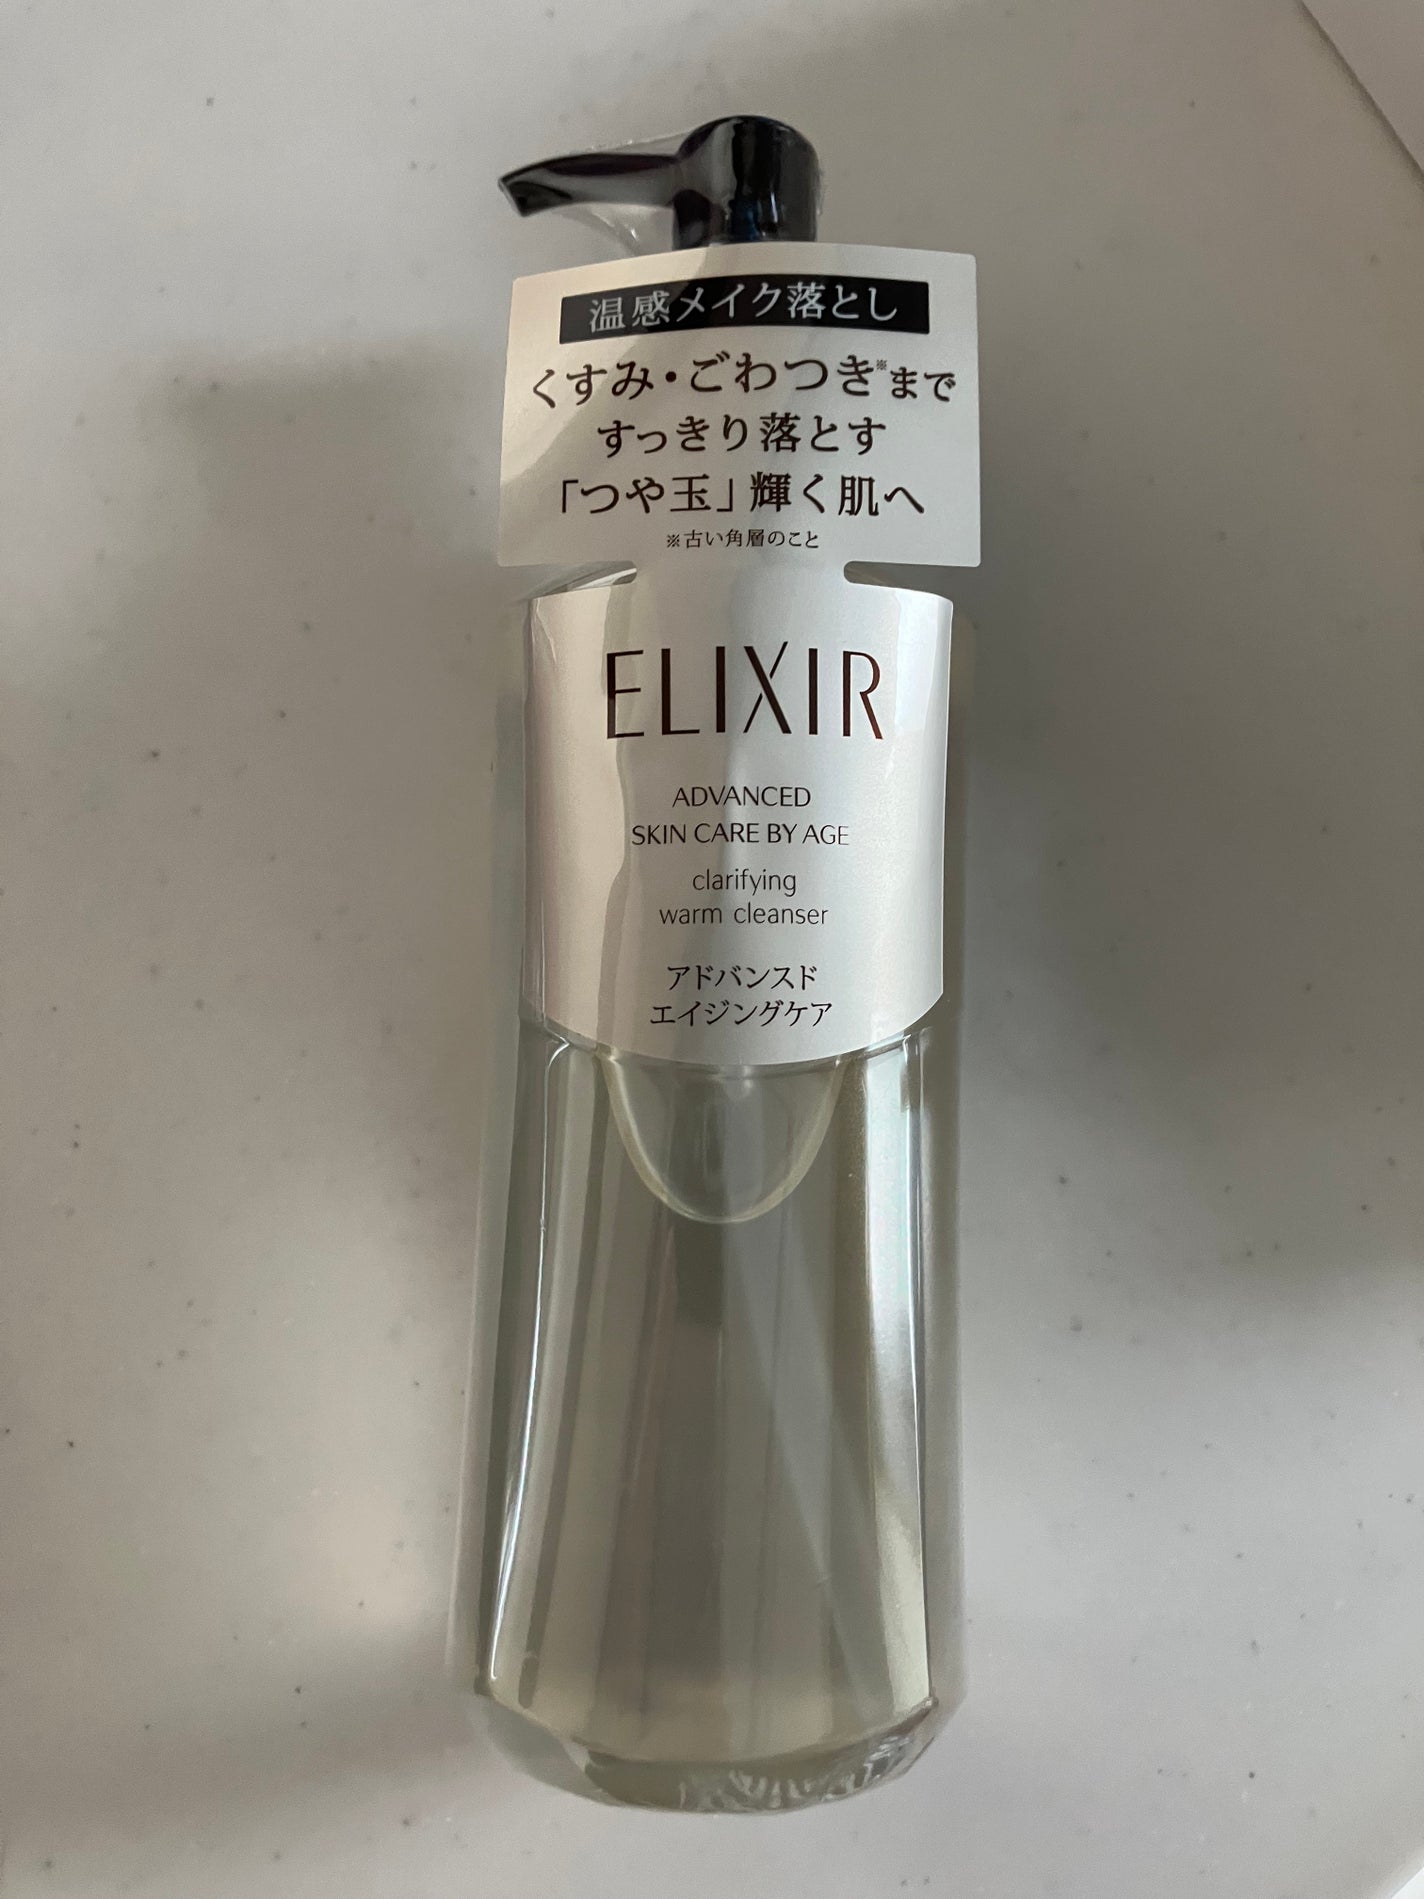 温感メイク落とし
くすみ・ごわつき※まで
すっきり落とす
「つや玉」輝く肌へ
※古い角層のこと
ELIXIR
ADVANCED
SKIN CARE BY AGE
clarifying
warm cleanser
アドバンスド
エイジングケア